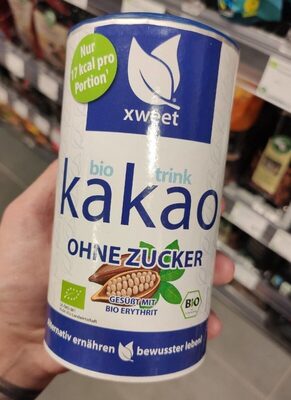 Nur
17 kcal pro
Portion¹
xweet
bio trink
kakao
OHNE ZUCKER
GESÜßT MIT
BIO ERYTHRIT
BIO
alternativ ernähren bewusster leben!